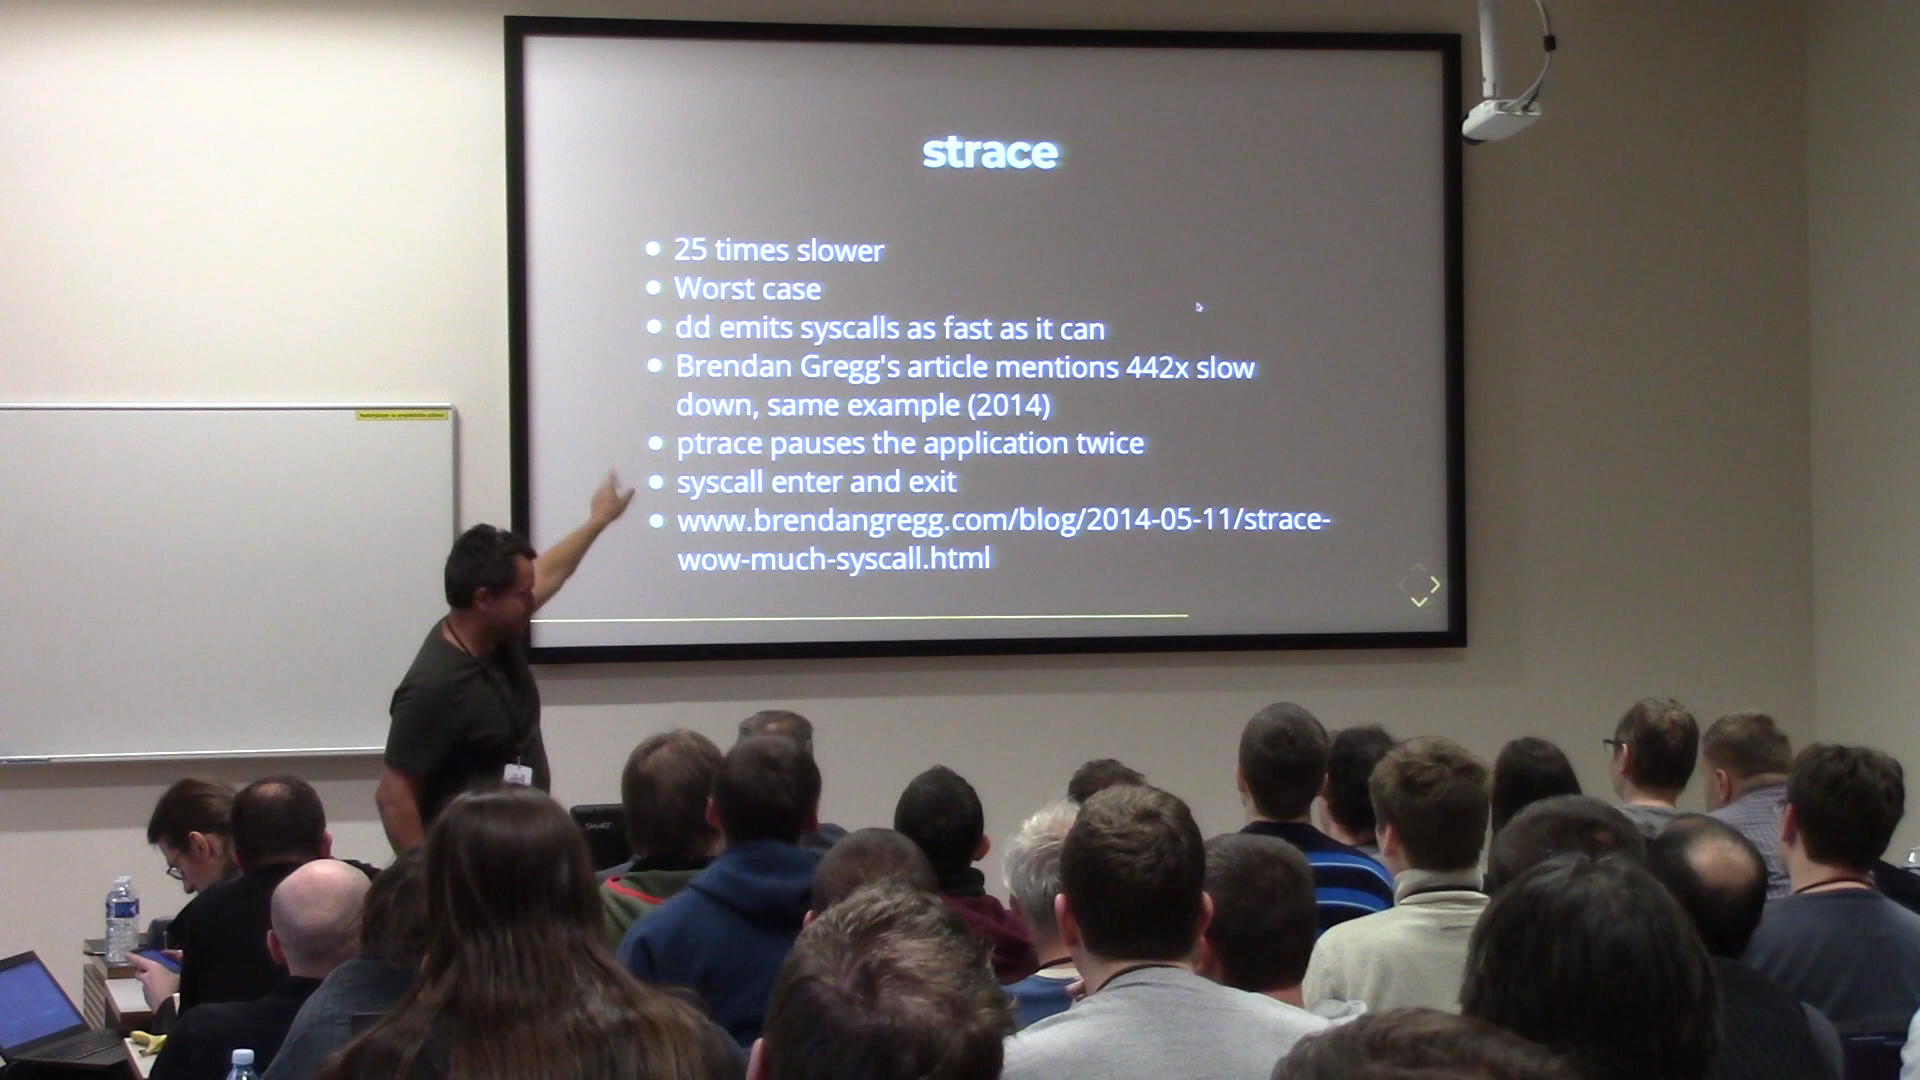 strace
• 25 times slower
• Worst case
• dd emits syscalls as fast as it can
• Brendan Gregg's article mentions 442x slow
down, same example (2014)
• ptrace pauses the application twice
• syscall enter and exit
• www.brendangregg.com/blog/2014-05-11/strace-
wow-much-syscall.html